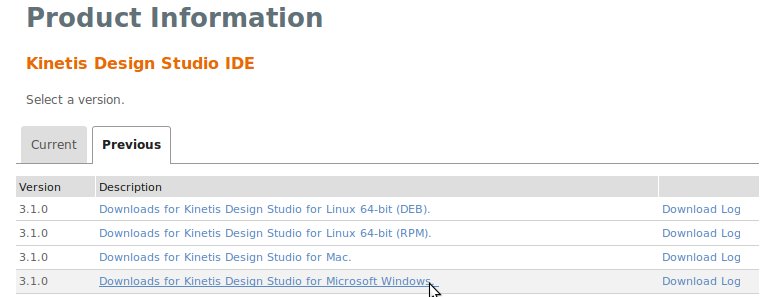 Product Information
Kinetis Design Studio IDE
Select a version.
Current Previous
Version Description
3.1.0 Downloads for Kinetis Design Studio for Linux 64-bit (DEB). Download Log
3.1.0 Downloads for Kinetis Design Studio for Linux 64-bit (RPM). Download Log
3.1.0 Downloads for Kinetis Design Studio for Mac. Download Log
3.1.0 Downloads for Kinetis Design Studio for Microsoft Windows. Download Log